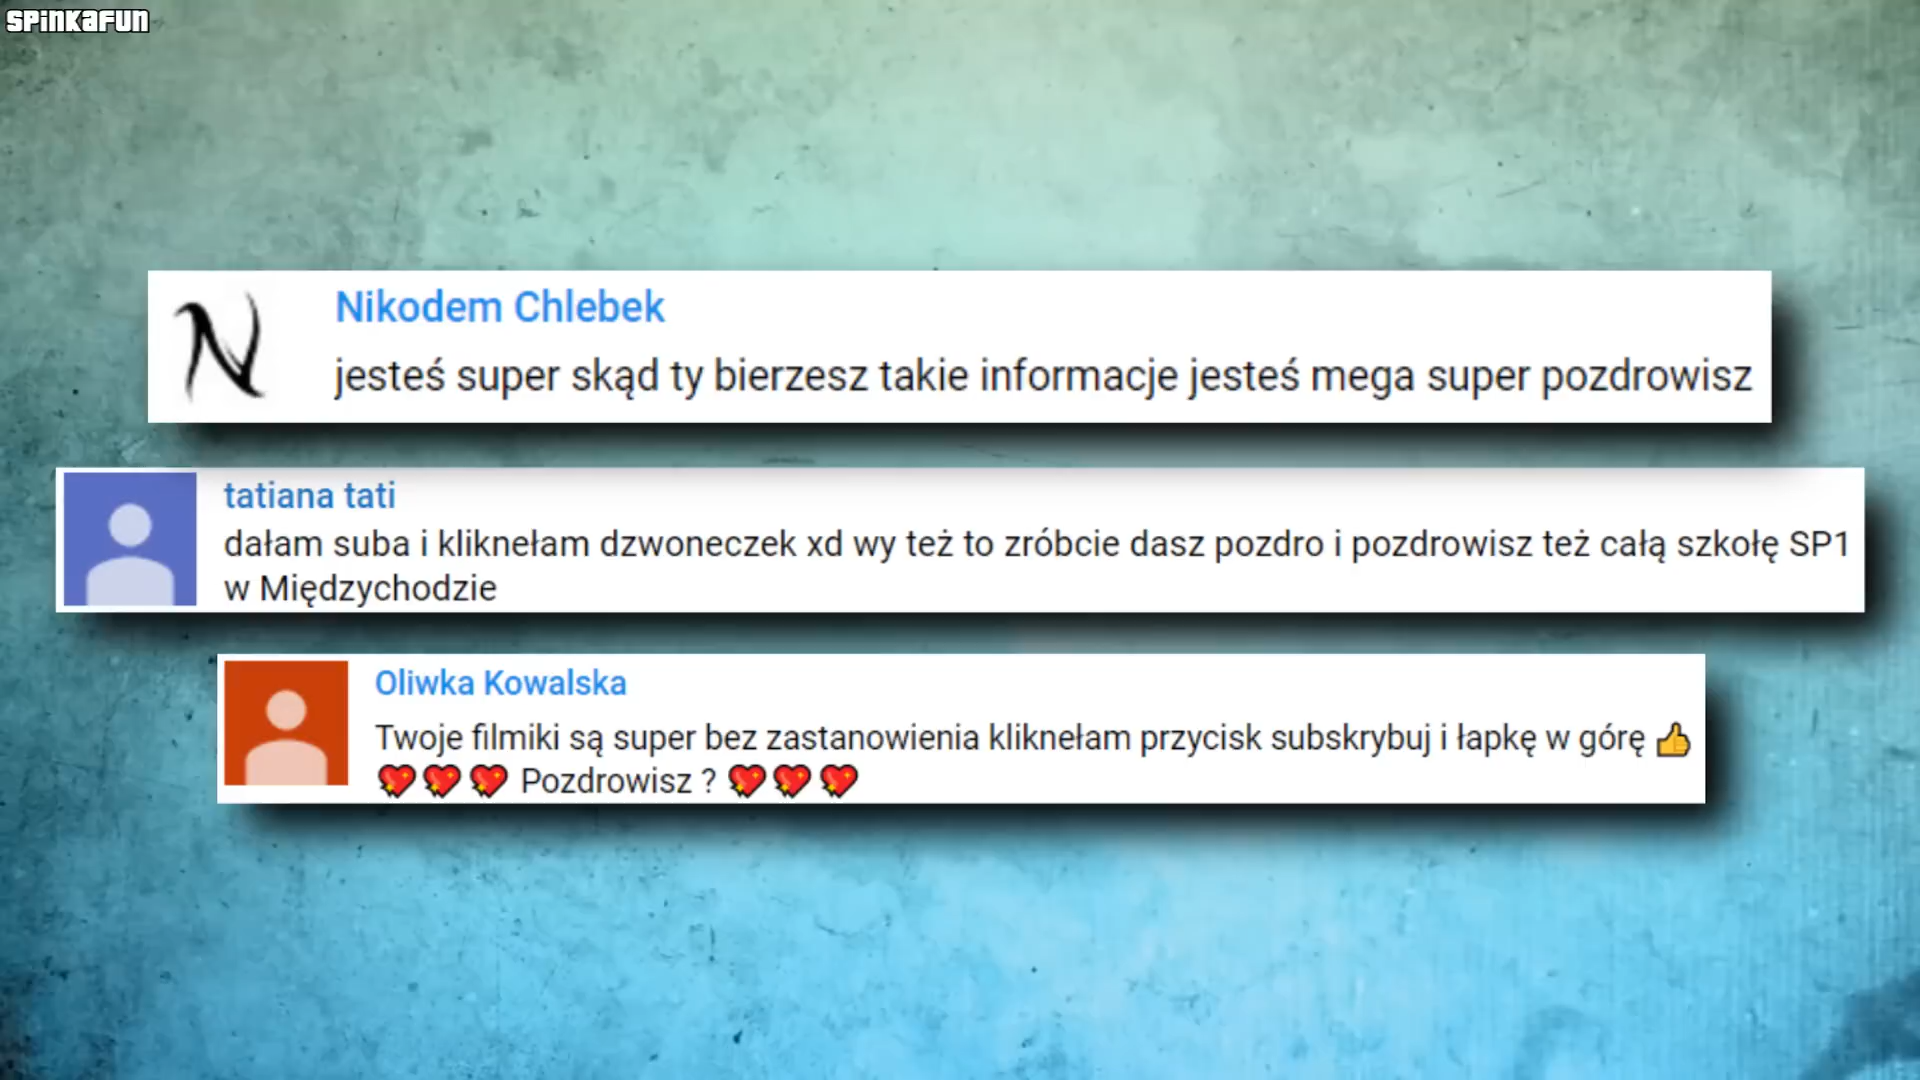 SPiNKAFUN
Nikodem Chlebek
jesteś super skąd ty bierzesz takie informacje jesteś mega super pozdrowisz
tatiana tati
dałam suba i kliknełam dzwoneczek xd wy też to zróbcie dasz pozdro i pozdrowisz też całą szkołę SP1
w Międzychodzie
Oliwka Kowalska
Twoje filmiki są super bez zastanowienia kliknełam przycisk subskrybuj i łapkę w górę 👍
💖💖💖 Pozdrowisz ? 💖💖💖